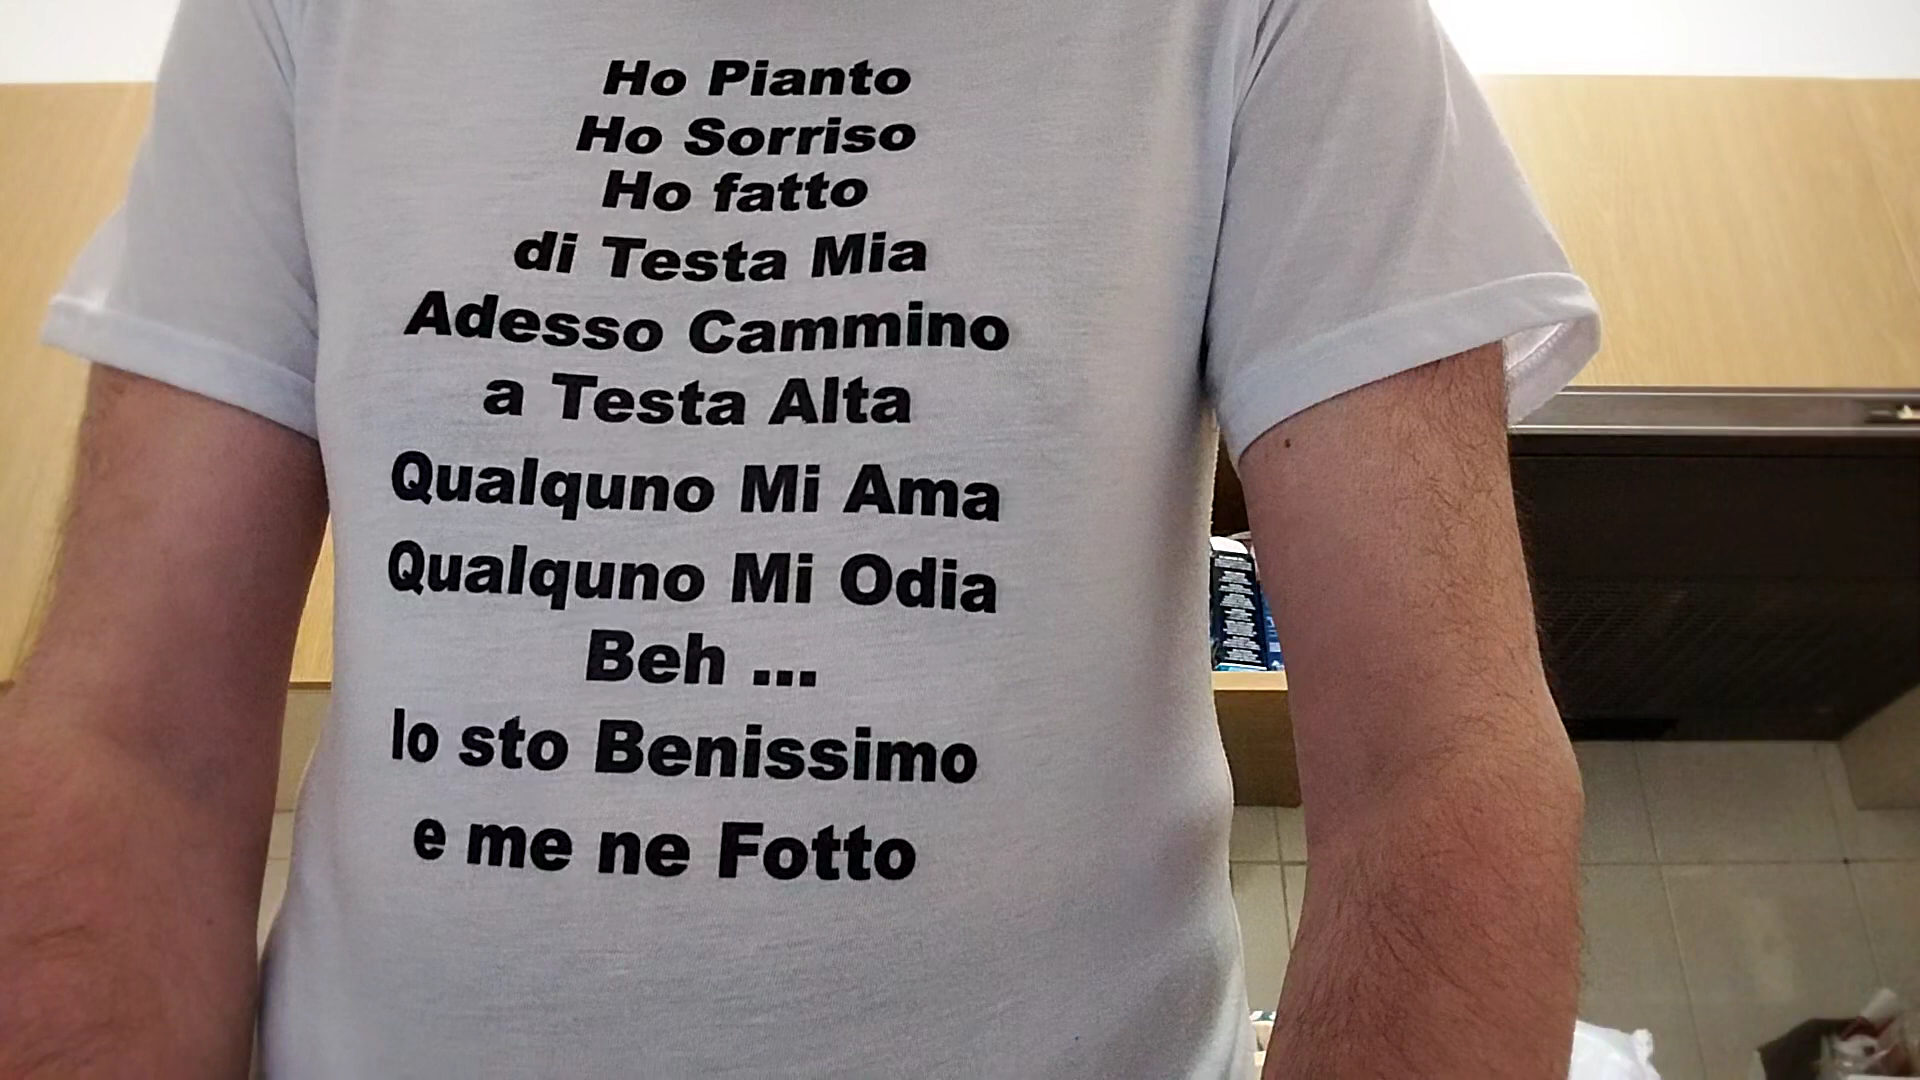 Ho Pianto
Ho Sorriso
Ho fatto
di Testa Mia
Adesso Cammino
a Testa Alta
Qualquno Mi Ama
Qualquno Mi Odia
Beh ...
Io sto Benissimo
e me ne Fotto